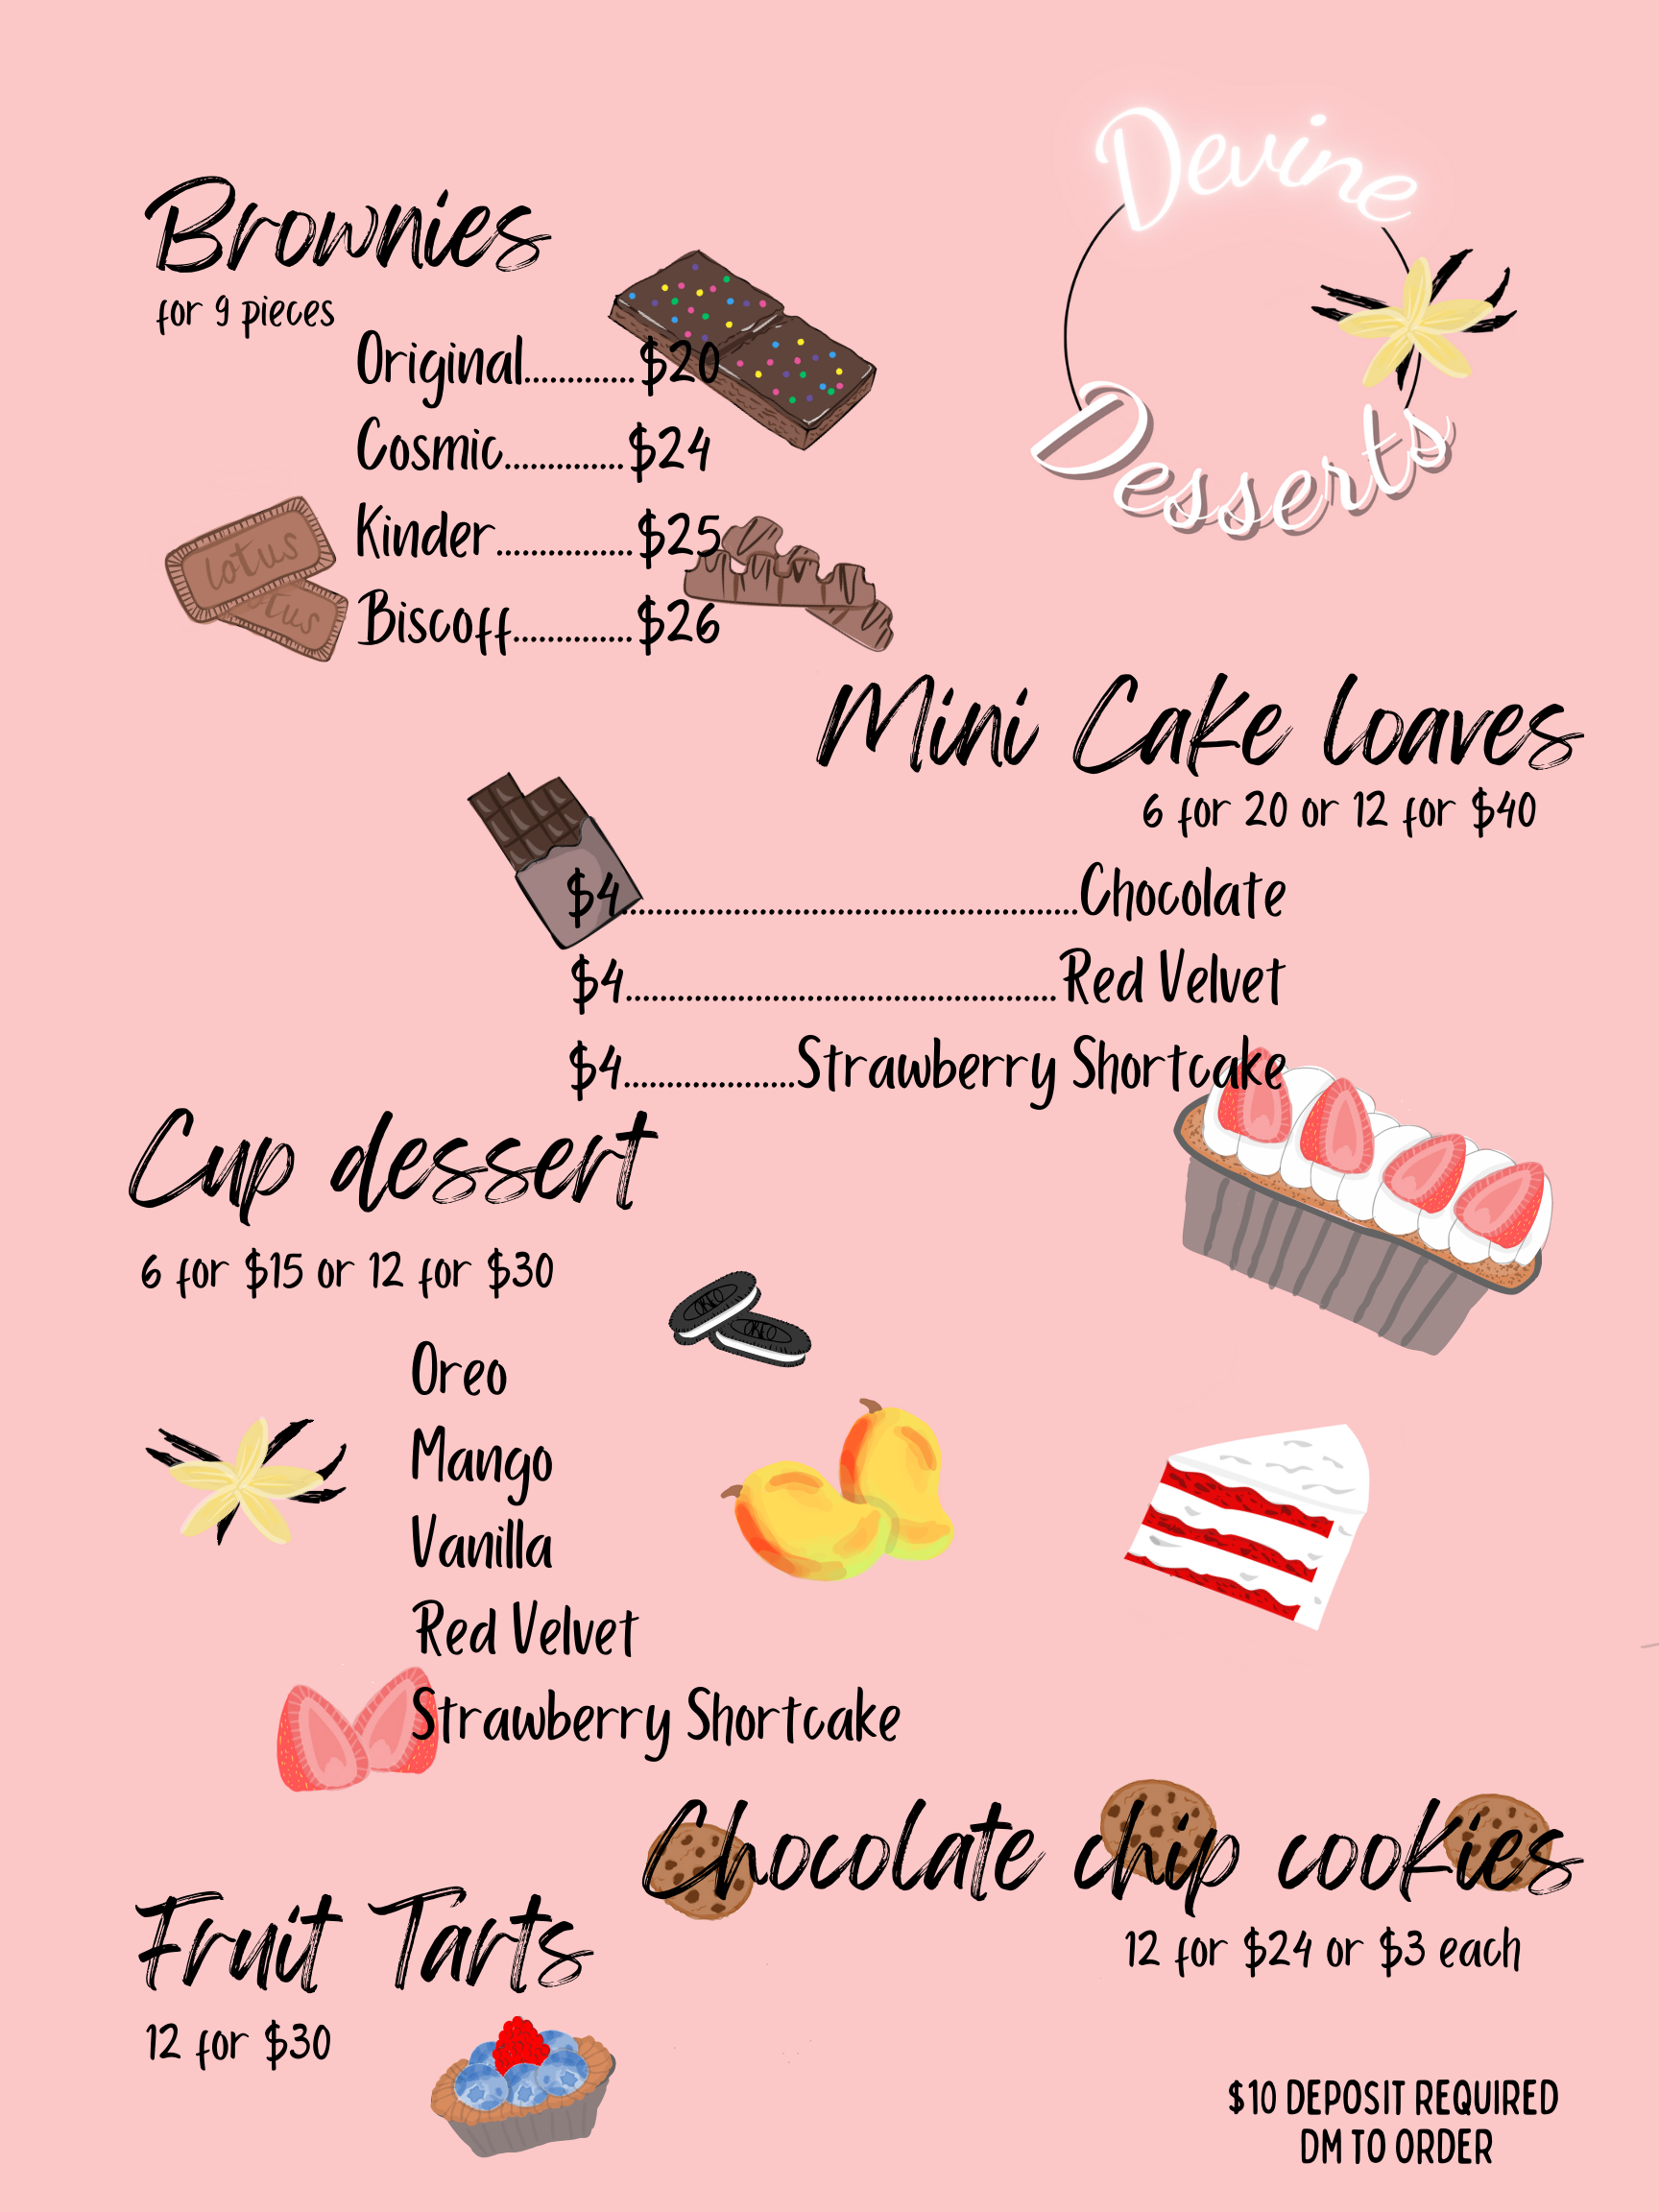 Devine
Desserts
Brownies
for 9 pieces
Original.............$20
Cosmic..............$24
Kinder................$25
Biscoff..............$26
lotus
lotus
Mini Cake loaves
6 for 20 or 12 for $40
$4.....................................................Chocolate
$4..................................................Red Velvet
$4....................Strawberry Shortcake
Cup dessert
6 for $15 or 12 for $30
Oreo
Mango
Vanilla
Red Velvet
Strawberry Shortcake
OREO
OREO
Chocolate chip cookies
12 for $24 or $3 each
Fruit Tarts
12 for $30
$10 DEPOSIT REQUIRED
DM TO ORDER